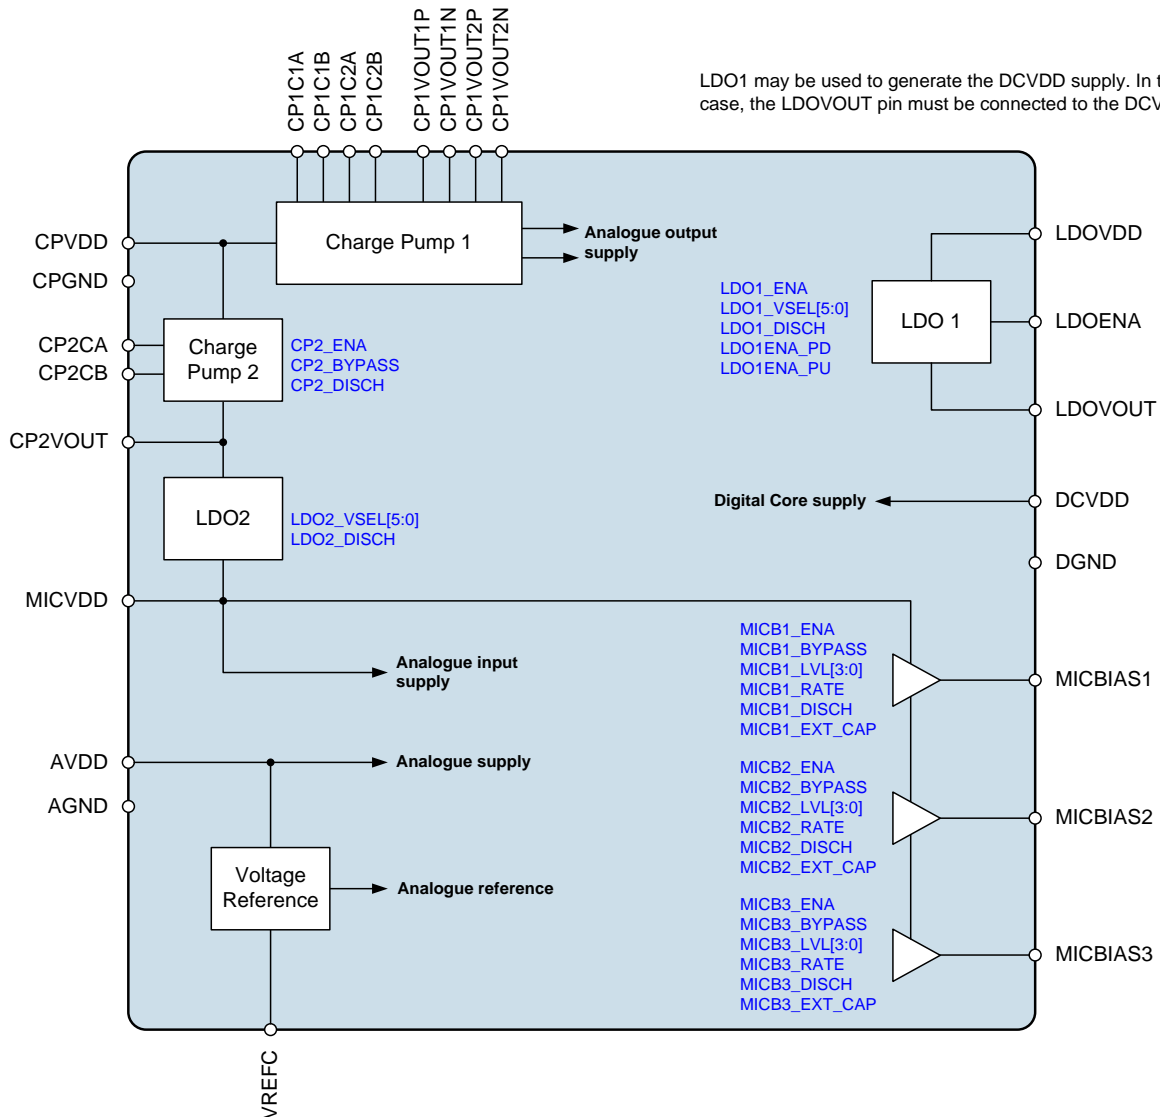 CP1C1A
CP1C1B
CP1C2A
CP1C2B
CP1VOUT1P
CP1VOUT1N
CP1VOUT2P
CP1VOUT2N
LDO1 may be used to generate the DCVDD supply. In
case, the LDOVOUT pin must be connected to the
CPVDD
CPGND
CP2CA
CP2CB
CP2VOUT
MICVDD
AVDD
AGND
VREFC
Charge Pump 1
Analogue output
supply
Charge
Pump 2
CP2_ENA
CP2_BYPASS
CP2_DISCH
LDO2
LDO2_VSEL[5:0]
LDO2_DISCH
Analogue input
supply
Analogue supply
Voltage
Reference
Analogue reference
LDO1_ENA
LDO1_VSEL[5:0]
LDO1_DISCH
LDO1ENA_PD
LDO1ENA_PU
LDO 1
LDOVDD
LDOENA
LDOVOUT
Digital Core supply
DCVDD
DGND
MICB1_ENA
MICB1_BYPASS
MICB1_LVL[3:0]
MICB1_RATE
MICB1_DISCH
MICB1_EXT_CAP
MICBIAS1
MICB2_ENA
MICB2_BYPASS
MICB2_LVL[3:0]
MICB2_RATE
MICB2_DISCH
MICB2_EXT_CAP
MICBIAS2
MICB3_ENA
MICB3_BYPASS
MICB3_LVL[3:0]
MICB3_RATE
MICB3_DISCH
MICB3_EXT_CAP
MICBIAS3